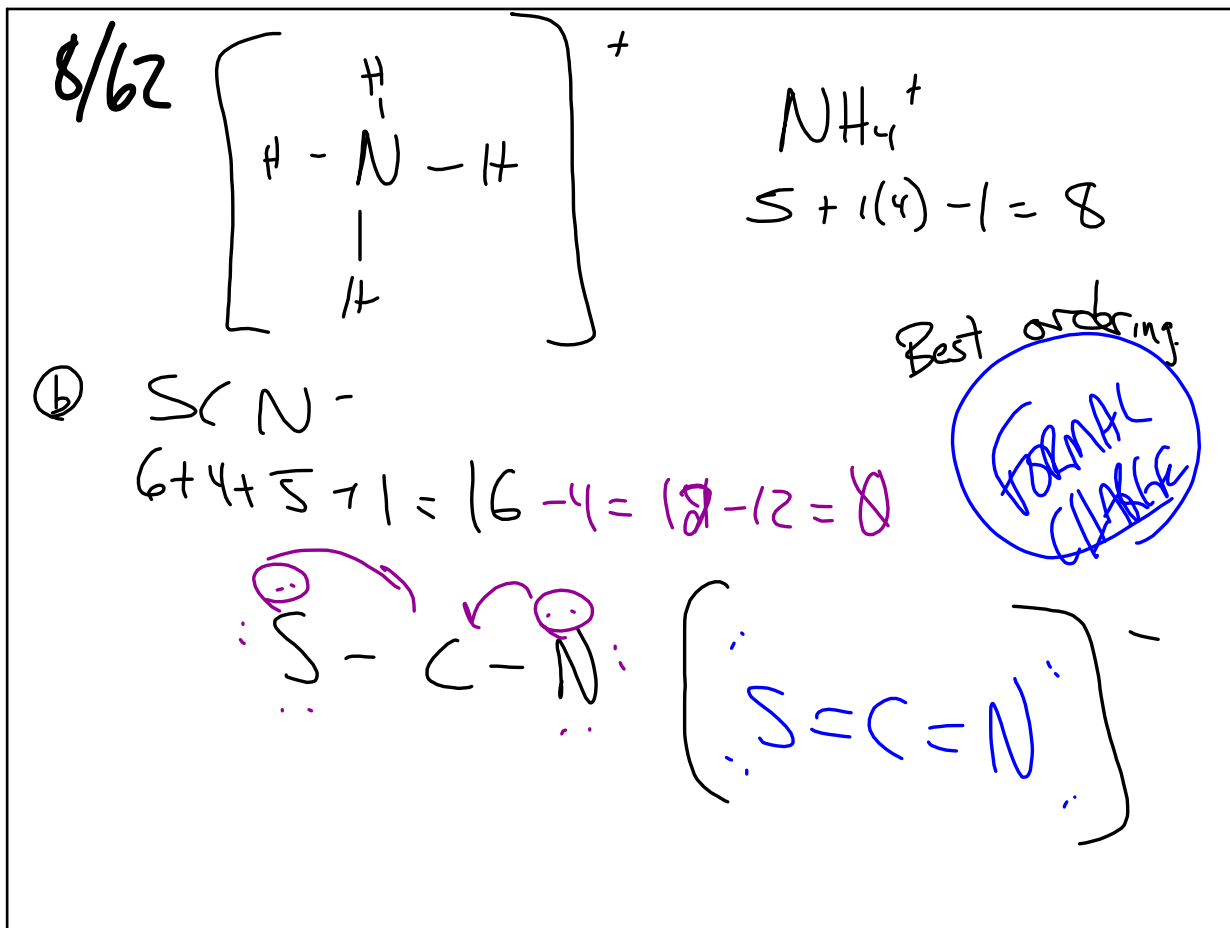 8/62
[ H
H - N - H
|
H ] +
NH₄⁺
5 + 1(4) - 1 = 8
Best ordering
FORMAL
CHARGE
ⓑ SCN⁻
6+4+5+1 = 16 -4 = 12 -12 = 0
S - C - N
[ S = C = N ] -